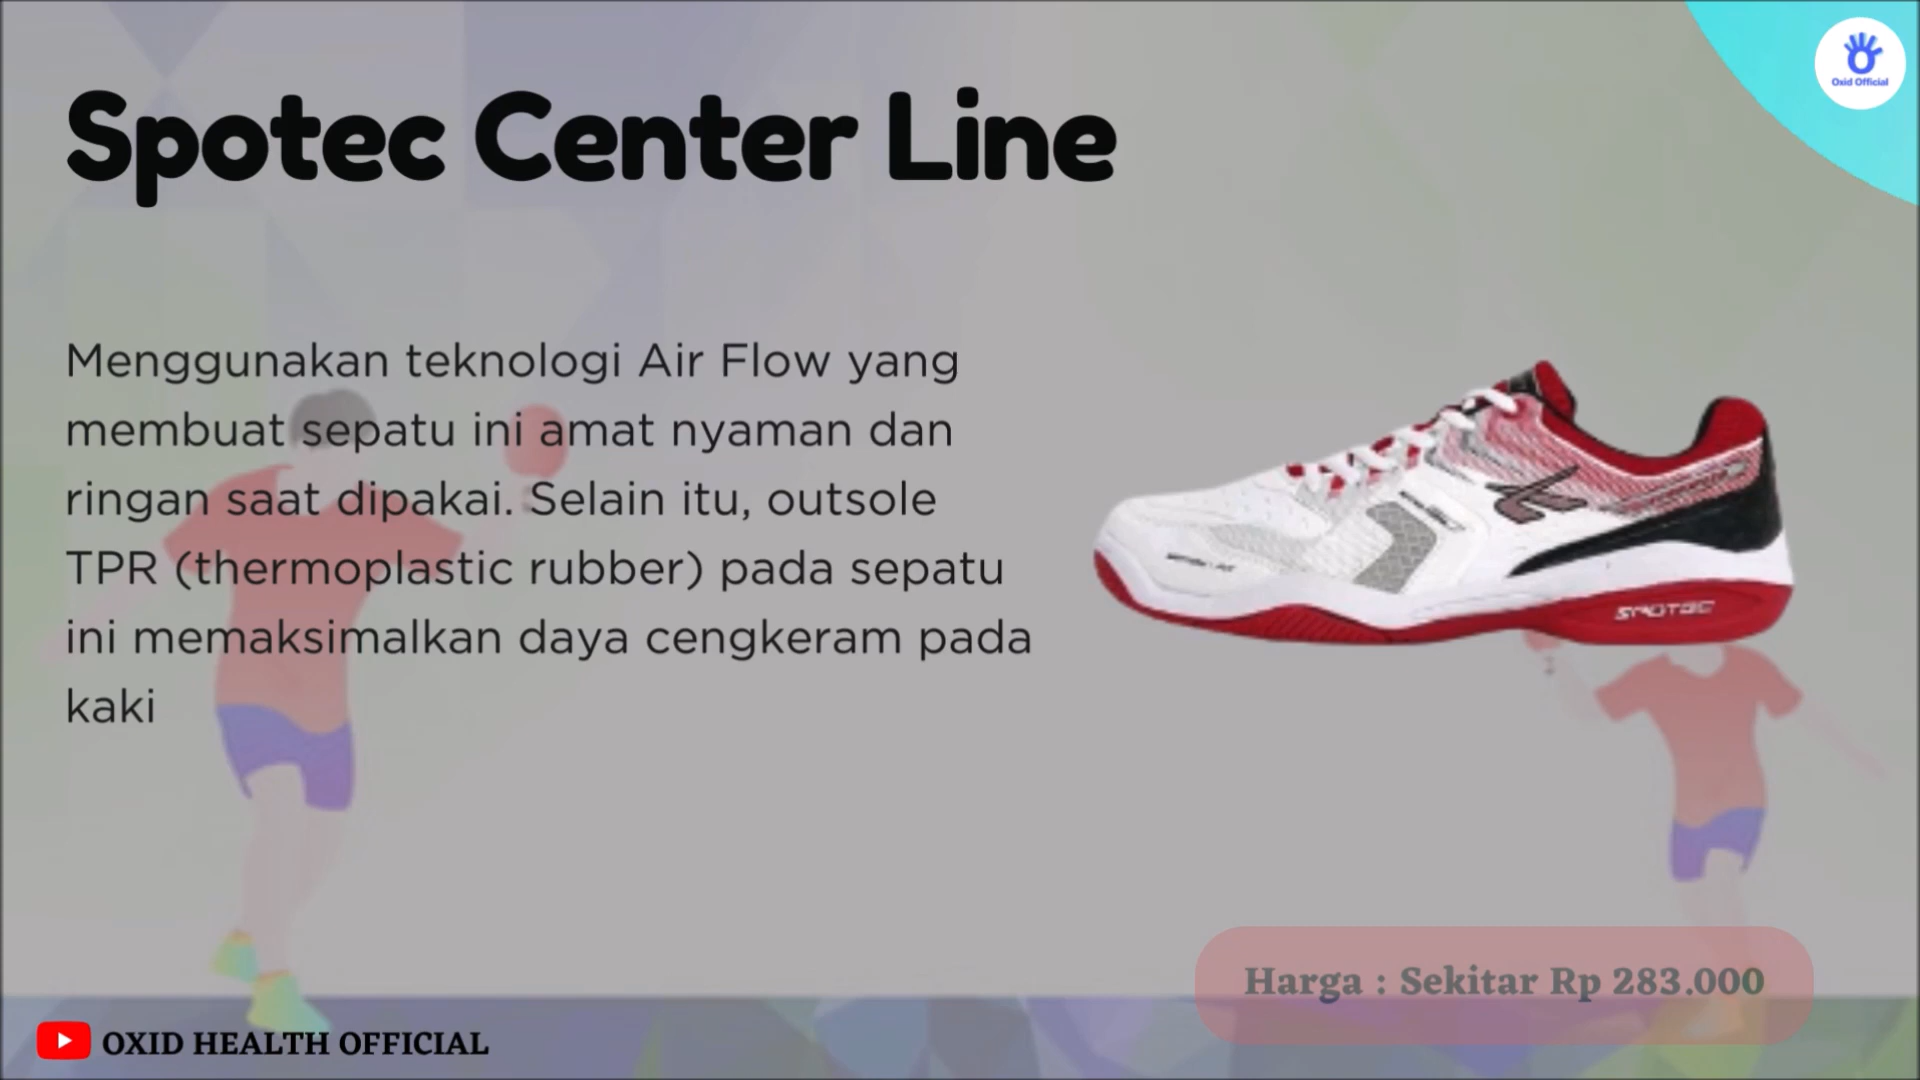 Oxid Official
Spotec Center Line
Menggunakan teknologi Air Flow yang
membuat sepatu ini amat nyaman dan
ringan saat dipakai. Selain itu, outsole
TPR (thermoplastic rubber) pada sepatu
ini memaksimalkan daya cengkeram pada
kaki
SPOTEC
Harga : Sekitar Rp 283.000
OXID HEALTH OFFICIAL